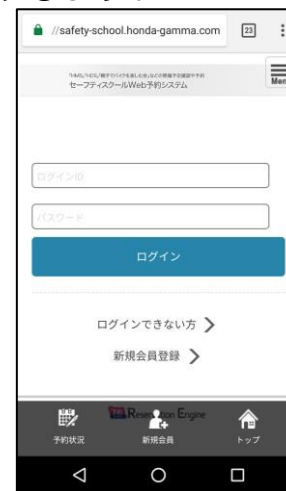 //safety-school.honda-gamma.com 23
Men
セーフティスクールWeb予約システム
ログインID
パスワード
ログイン
ログインできない方
新規会員登録
予約状況 新規会員 トップ